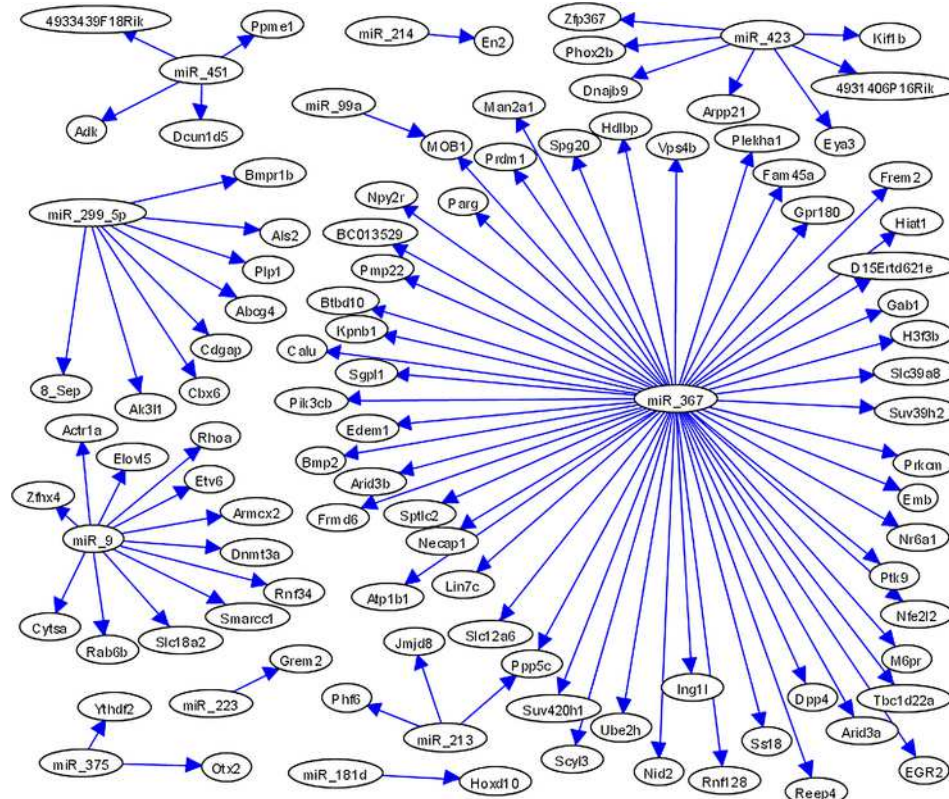 4933439F18Rik
Ppme1
miR_214
En2
Zfp367
miR_423
Kif1b
Phox2b
miR_451
Dnajb9
4931406P16Rik
Adk
Dcun1d5
miR_99a
Man2a1
Arpp21
Eya3
MOB1
Prdm1
Spg20
Hdlbp
Vps4b
Plekha1
Bmpr1b
Fam45a
Frem2
Npy2r
Parg
Gpr180
miR_299_5p
Als2
BC013529
Hiat1
Plp1
Pmp22
D15Ertd621e
Abcg4
Btbd10
Gab1
Kpnb1
H3f3b
Cdgap
Calu
Sgpl1
Slc39a8
8_Sep
Cbx6
Pik3cb
miR_367
Ak3l1
Suv39h2
Actr1a
Rhoa
Edem1
Elovl5
Bmp2
Prkcm
Zfhx4
Etv6
Arid3b
Emb
Armcx2
Frmd6
Sptlc2
miR_9
Necap1
Nr6a1
Dnmt3a
Rnf34
Atp1b1
Lin7c
Ptk9
Cytsa
Smarcc1
Nfe2l2
Rab6b
Slc18a2
Jmjd8
Slc12a6
Grem2
Ppp5c
M6pr
Ing1l
Phf6
Dpp4
Tbc1d22a
Ythdf2
miR_223
Suv420h1
Ube2h
Arid3a
miR_213
Ss18
miR_375
Otx2
miR_181d
Scyl3
Hoxd10
Nid2
Rnf128
Reep4
EGR2